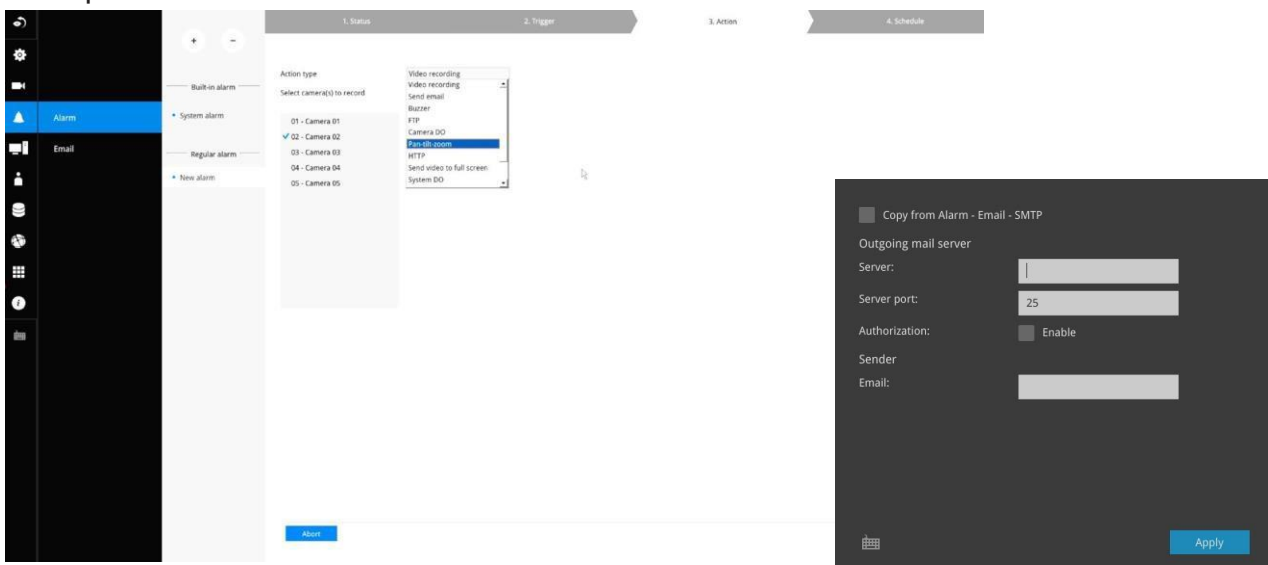 1. Status
2. Trigger
3. Action
4. Schedule
+ -
Built-in alarm
System alarm
Regular alarm
New alarm
Alarm
Email
Action type
Video recording
Select camera(s) to record
Video recording
Send email
Buzzer
FTP
Camera DO
Pan-tilt-zoom
HTTP
Send video to full screen
System DO
01 - Camera 01
02 - Camera 02
03 - Camera 03
04 - Camera 04
05 - Camera 05
Abort
Copy from Alarm - Email - SMTP
Outgoing mail server
Server:
Server port: 25
Authorization: Enable
Sender
Email:
Apply